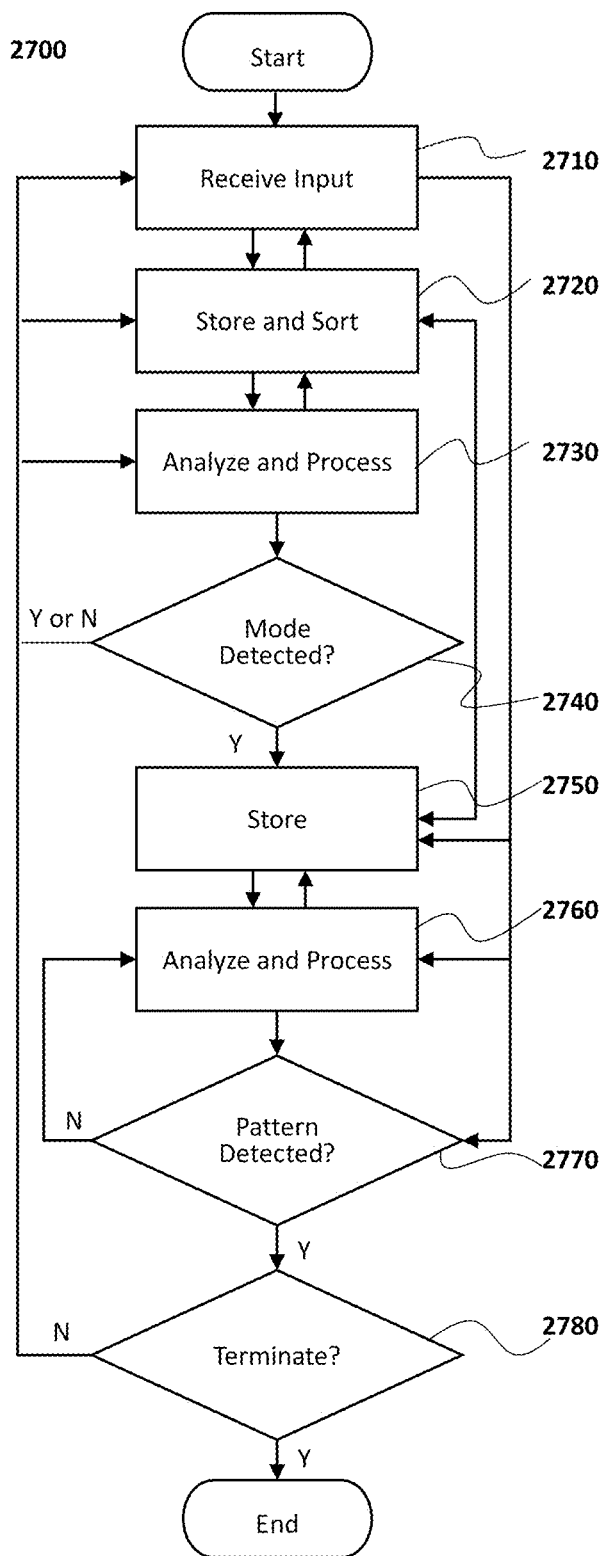 2700
Start
Receive Input
2710
Store and Sort
2720
Analyze and Process
2730
Y or N
Mode
Detected?
2740
Y
Store
2750
Analyze and Process
2760
N
Pattern
Detected?
2770
Y
N
Terminate?
2780
Y
End